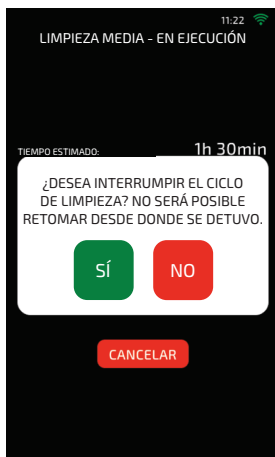 11:22
LIMPIEZA MEDIA - EN EJECUCIÓN
TIEMPO ESTIMADO: 1h 30min
¿DESEA INTERRUMPIR EL CICLO
DE LIMPIEZA? NO SERÁ POSIBLE
RETOMAR DESDE DONDE SE DETUVO.
SÍ NO
CANCELAR